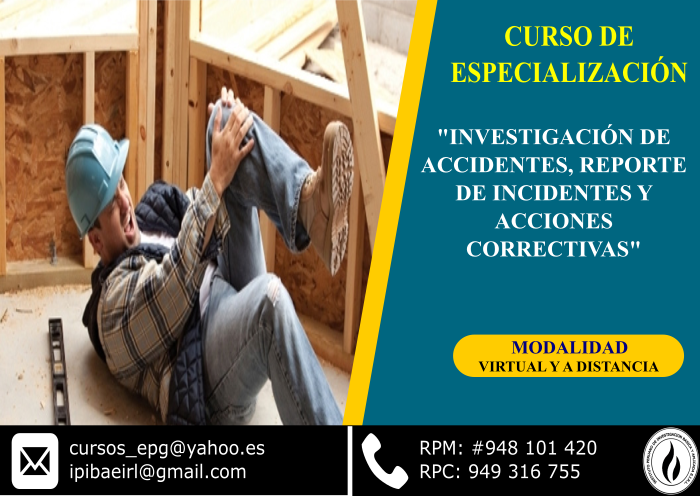 CURSO DE
ESPECIALIZACIÓN
"INVESTIGACIÓN DE
ACCIDENTES, REPORTE
DE INCIDENTES Y
ACCIONES
CORRECTIVAS"
MODALIDAD
VIRTUAL Y A DISTANCIA
cursos_epg@yahoo.es
ipibaeirl@gmail.com
RPM: #948 101 420
RPC: 949 316 755